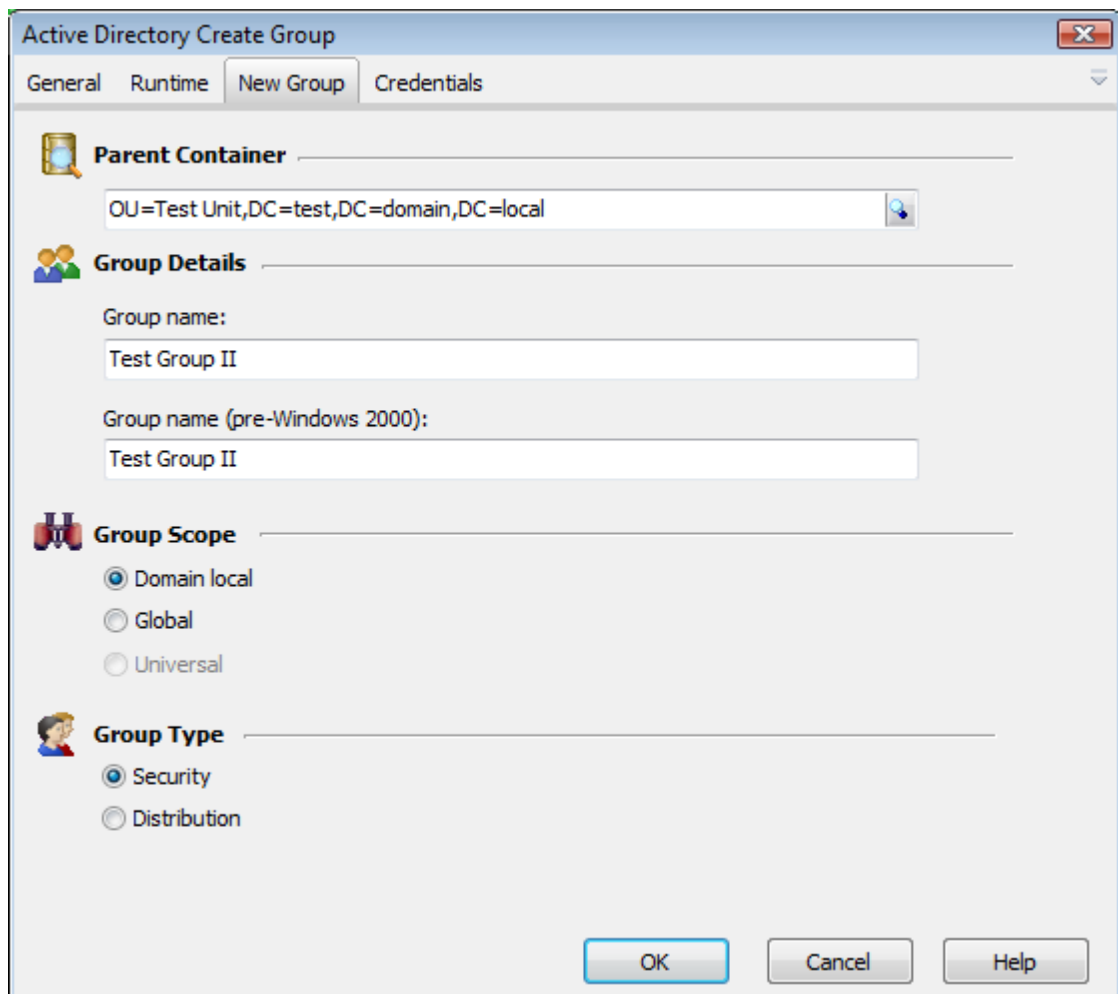 Active Directory Create Group
General Runtime New Group Credentials
Parent Container
OU=Test Unit,DC=test,DC=domain,DC=local
Group Details
Group name:
Test Group II
Group name (pre-Windows 2000):
Test Group II
Group Scope
Domain local
Global
Universal
Group Type
Security
Distribution
OK Cancel Help